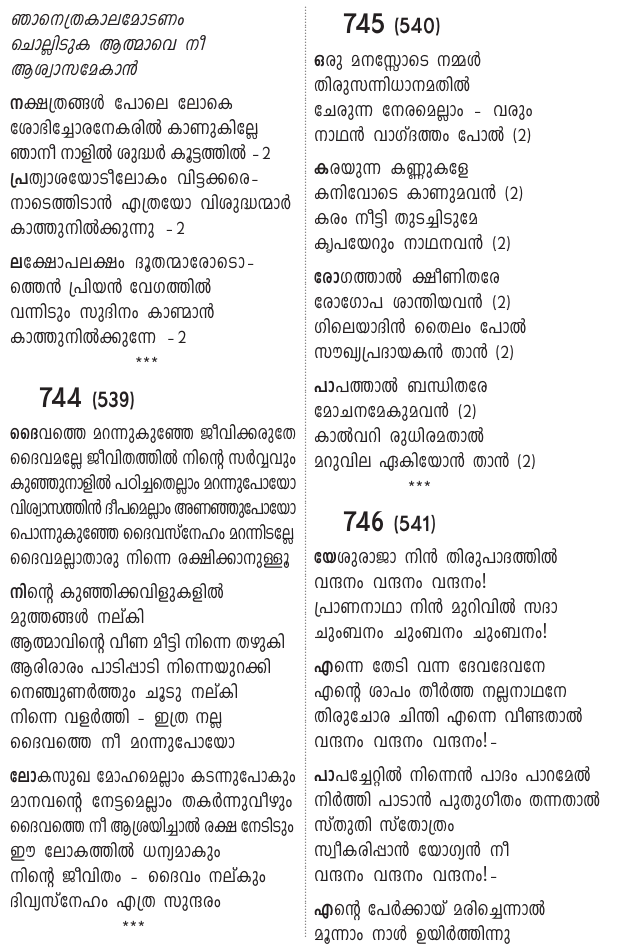 ഞാനെത്രകാലമോടണം
ചൊല്ലിടുക ആത്മാവെ നീ
ആശ്വാസമേകാൻ
നക്ഷത്രങ്ങൾ പോലെ ലോകെ
ശോഭിച്ചോരനേകരിൽ കാണുകില്ലേ
ഞാനീ നാളിൽ ശുദ്ധർ കൂട്ടത്തിൽ -2
പ്രത്യാശയോടീലോകം വിട്ടക്കരെ-
നാടെത്തിടാൻ എത്രയോ വിശുദ്ധന്മാർ
കാത്തുനിൽക്കുന്നു -2
ലക്ഷോപലക്ഷം ദൂതന്മാരോടൊ-
ത്തെൻ പ്രിയൻ വേഗത്തിൽ
വന്നിടും സുദിനം കാണ്മാൻ
കാത്തുനിൽക്കുന്നേ -2
***
744 (539)
ദൈവത്തെ മറന്നുകുഞ്ഞേ ജീവിക്കരുതേ
ദൈവമല്ലേ ജീവിതത്തിൽ നിന്റെ സർവ്വവും
കുഞ്ഞുനാളിൽ പഠിച്ചതെല്ലാം മറന്നുപോയോ
വിശ്വാസത്തിൻ ദീപമെല്ലാം അണഞ്ഞുപോയോ
പൊന്നുകുഞ്ഞേ ദൈവസ്നേഹം മറന്നിടല്ലേ
ദൈവമല്ലാതാരു നിന്നെ രക്ഷിക്കാനുള്ളൂ
നിന്റെ കുഞ്ഞിക്കവിളുകളിൽ
മുത്തങ്ങൾ നല്കി
ആത്മാവിന്റെ വീണ മീട്ടി നിന്നെ തഴുകി
ആരിരാരം പാടിപ്പാടി നിന്നെയുറക്കി
നെഞ്ചുണർത്തും ചൂടു നല്കി
നിന്നെ വളർത്തി - ഇത്ര നല്ല
ദൈവത്തെ നീ മറന്നുപോയോ
ലോകസുഖ മോഹമെല്ലാം കടന്നുപോകും
മാനവന്റെ നേട്ടമെല്ലാം തകർന്നുവീഴും
ദൈവത്തെ നീ ആശ്രയിച്ചാൽ രക്ഷ നേടിടും
ഈ ലോകത്തിൽ ധന്യമാകും
നിന്റെ ജീവിതം - ദൈവം നല്കും
ദിവ്യസ്നേഹം എത്ര സുന്ദരം
***
745 (540)
ഒരു മനസ്സോടെ നമ്മൾ
തിരുസന്നിധാനമതിൽ
ചേരുന്ന നേരമെല്ലാം - വരും
നാഥൻ വാഗ്ദത്തം പോൽ (2)
കരയുന്ന കണ്ണുകളേ
കനിവോടെ കാണുമവൻ (2)
കരം നീട്ടി തുടച്ചിടുമേ
കൃപയേറും നാഥനവൻ (2)
രോഗത്താൽ ക്ഷീണിതരേ
രോഗോപ ശാന്തിയവൻ (2)
ഗിലെയാദിൻ തൈലം പോൽ
സൗഖ്യപ്രദായകൻ താൻ (2)
പാപത്താൽ ബന്ധിതരേ
മോചനമേകുമവൻ (2)
കാൽവറി രുധിരമതാൽ
മറുവില ഏകിയോൻ താൻ (2)
***
746 (541)
യേശുരാജാ നിൻ തിരുപാദത്തിൽ
വന്ദനം വന്ദനം വന്ദനം!
പ്രാണനാഥാ നിൻ മുറിവിൽ സദാ
ചുംബനം ചുംബനം ചുംബനം!
എന്നെ തേടി വന്ന ദേവദേവനേ
എന്റെ ശാപം തീർത്ത നല്ലനാഥനേ
തിരുചോര ചിന്തി എന്നെ വീണ്ടതാൽ
വന്ദനം വന്ദനം വന്ദനം!-
പാപച്ചേറ്റിൽ നിന്നെൻ പാദം പാറമേൽ
നിർത്തി പാടാൻ പുതുഗീതം തന്നതാൽ
സ്തുതി സ്തോത്രം
സ്വീകരിപ്പാൻ യോഗ്യൻ നീ
വന്ദനം വന്ദനം വന്ദനം!-
എന്റെ പേർക്കായ് മരിച്ചെന്നാൽ
മൂന്നാം നാൾ ഉയിർത്തിന്നു